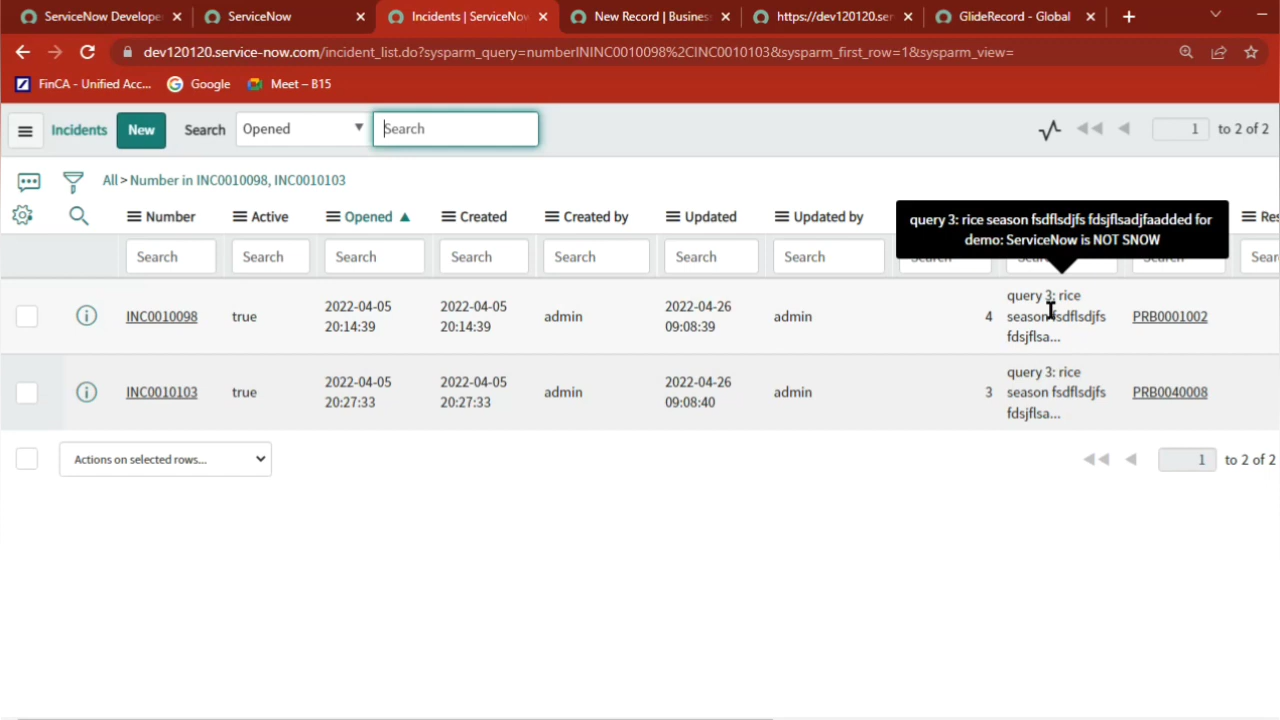 ServiceNow Develope
ServiceNow
Incidents | ServiceNow
New Record | Busines
https://dev120120.ser
GlideRecord - Global
dev120120.service-now.com/incident_list.do?sysparm_query=numberININC0010098%2CINC0010103&sysparm_first_row=1&sysparm_view=
FinCA - Unified Acc...
Google
Meet – B15
Incidents
New
Search
Opened
Search
1
to 2 of 2
All > Number in INC0010098, INC0010103
query 3: rice season fsdflsdjfs fdsjflsadjfaadded for
demo: ServiceNow is NOT SNOW
Number
Active
Opened
Created
Created by
Updated
Updated by
Res
Search
Search
Search
Search
Search
Search
Search
Search
Search
Search
Sear
INC0010098
true
2022-04-05
20:14:39
2022-04-05
20:14:39
admin
2022-04-26
09:08:39
admin
4
query 3: rice
season fsdflsdjfs
fdsjflsa...
PRB0001002
INC0010103
true
2022-04-05
20:27:33
2022-04-05
20:27:33
admin
2022-04-26
09:08:40
admin
3
query 3: rice
season fsdflsdjfs
fdsjflsa...
PRB0040008
Actions on selected rows...
1
to 2 of 2